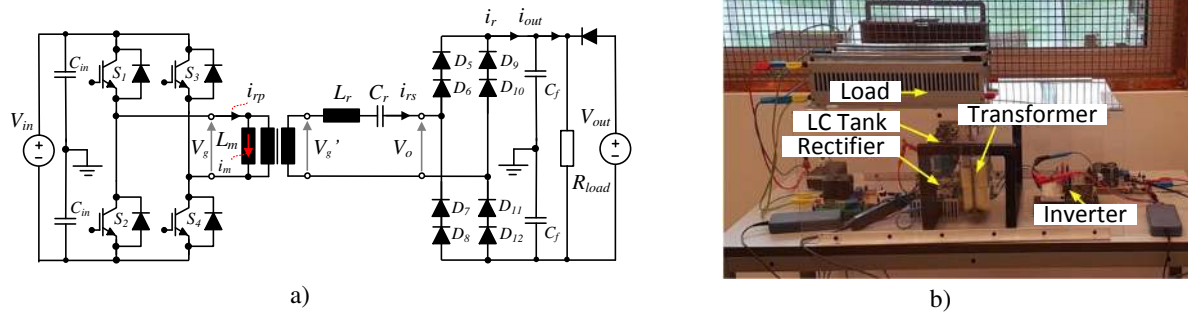 i_r i_out
C_in S_1 S_3 D_5 D_9
i_rp L_r C_r i_rs D_6 D_10 C_f
V_in V_g L_m i_m V_g' V_o V_out
R_load
C_in S_2 S_4 D_7 D_11 C_f
D_8 D_12
a)
Load
Transformer
LC Tank
Rectifier
Inverter
b)